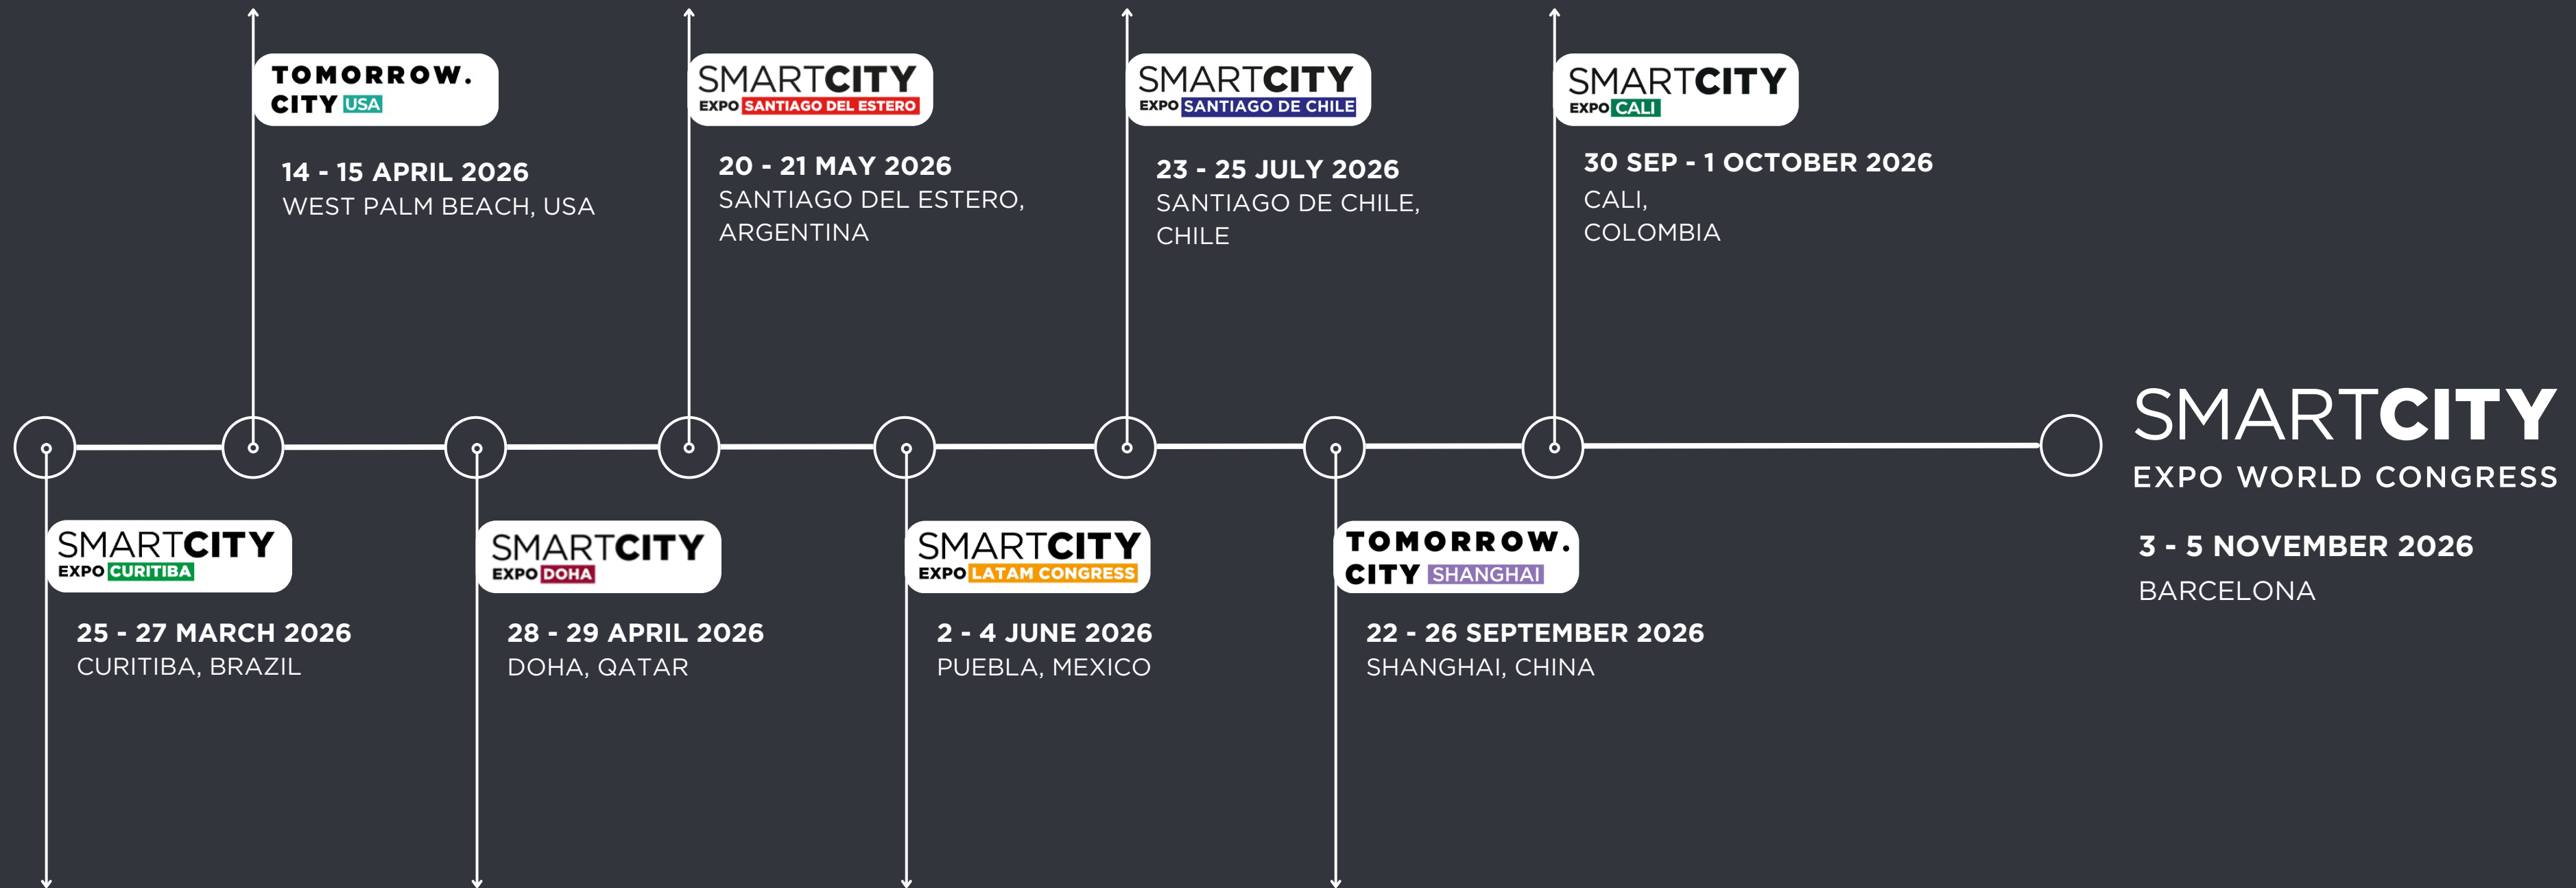 TOMORROW.
CITY USA
14 - 15 APRIL 2026
WEST PALM BEACH, USA
SMARTCITY
EXPO SANTIAGO DEL ESTERO
20 - 21 MAY 2026
SANTIAGO DEL ESTERO,
ARGENTINA
SMARTCITY
EXPO SANTIAGO DE CHILE
23 - 25 JULY 2026
SANTIAGO DE CHILE,
CHILE
SMARTCITY
EXPO CALI
30 SEP - 1 OCTOBER 2026
CALI,
COLOMBIA
SMARTCITY
EXPO CURITIBA
25 - 27 MARCH 2026
CURITIBA, BRAZIL
SMARTCITY
EXPO DOHA
28 - 29 APRIL 2026
DOHA, QATAR
SMARTCITY
EXPO LATAM CONGRESS
2 - 4 JUNE 2026
PUEBLA, MEXICO
TOMORROW.
CITY SHANGHAI
22 - 26 SEPTEMBER 2026
SHANGHAI, CHINA
SMARTCITY
EXPO WORLD CONGRESS
3 - 5 NOVEMBER 2026
BARCELONA